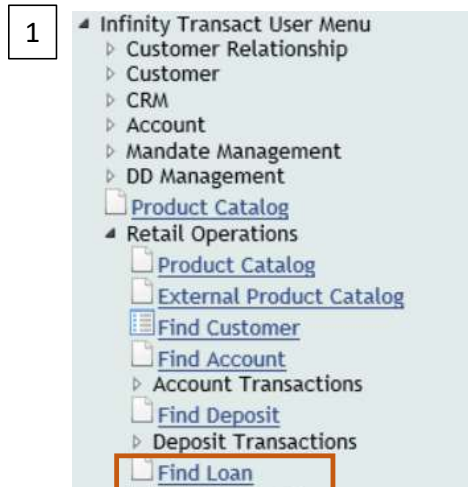 1
Infinity Transact User Menu
Customer Relationship
Customer
CRM
Account
Mandate Management
DD Management
Product Catalog
Retail Operations
Product Catalog
External Product Catalog
Find Customer
Find Account
Account Transactions
Find Deposit
Deposit Transactions
Find Loan